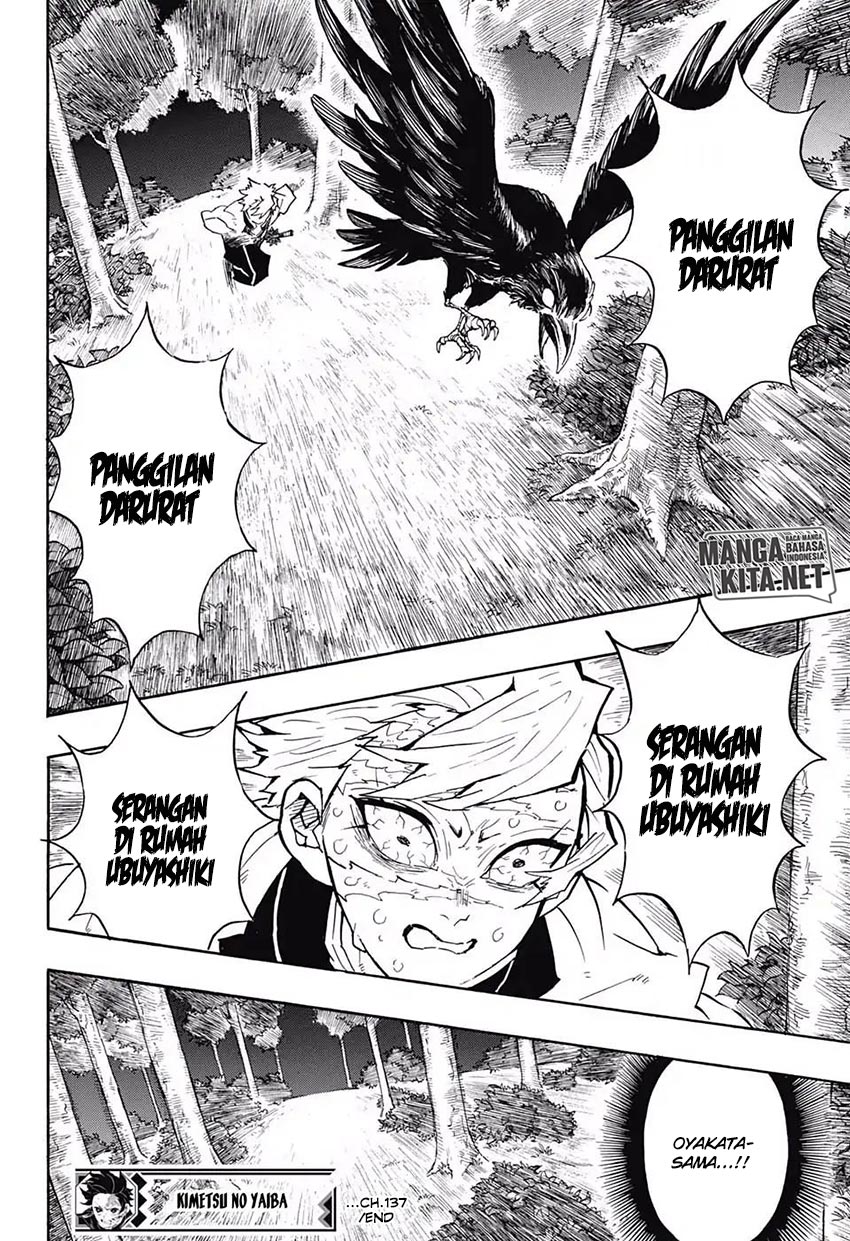 PANGGILAN
DARURAT
PANGGILAN
DARURAT
MANGA
BACA MANGA
BAHASA
INDONESIA
KITA.NET
SERANGAN
DI RUMAH
UBUYASHIKI
SERANGAN
DI RUMAH
UBUYASHIKI
OYAKATA-
SAMA...!!
KIMETSU NO YAIBA
...CH.137
/END